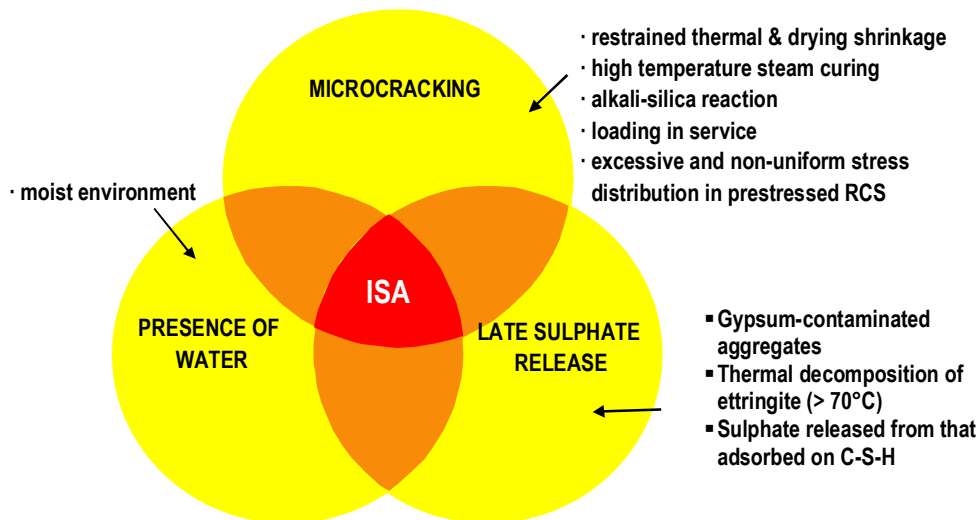 MICROCRACKING
· restrained thermal & drying shrinkage
· high temperature steam curing
· alkali-silica reaction
· loading in service
· excessive and non-uniform stress
distribution in prestressed RCS
· moist environment
ISA
PRESENCE OF
WATER
LATE SULPHATE
RELEASE
▪ Gypsum-contaminated
aggregates
▪ Thermal decomposition of
ettringite (> 70°C)
▪ Sulphate released from that
adsorbed on C-S-H